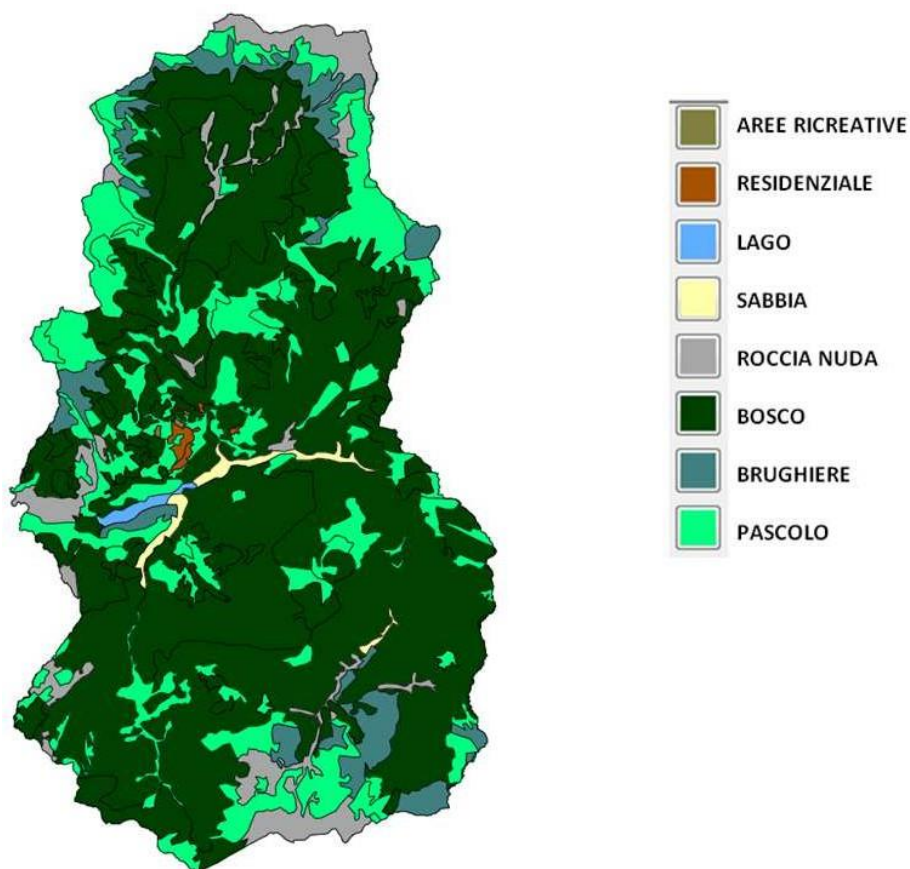 AREE RICREATIVE
RESIDENZIALE
LAGO
SABBIA
ROCCIA NUDA
BOSCO
BRUGHIERE
PASCOLO